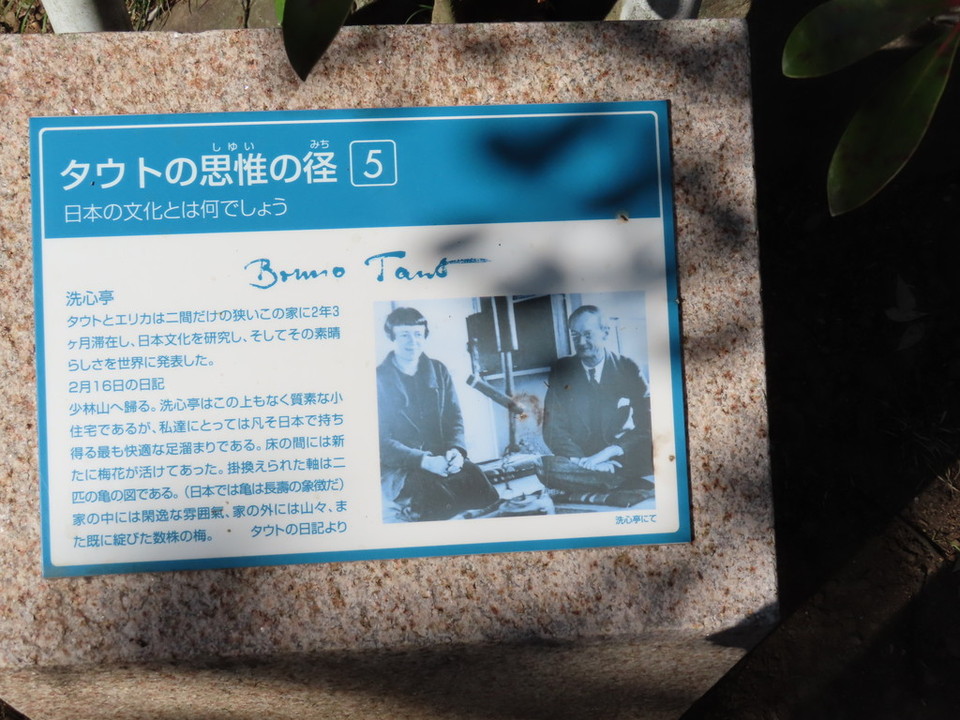 しゆい みち
タウトの思惟の径 5
日本の文化とは何でしょう
Bruno Taut
洗心亭
タウトとエリカは二間だけの狭いこの家に2年3
ヶ月滞在し、日本文化を研究し、そしてその素晴
らしさを世界に発表した。
2月16日の日記
少林山へ歸る。洗心亭はこの上もなく質素な小
住宅であるが、私達にとっては凡そ日本で持ち
得る最も快適な足溜まりである。床の間には新
たに梅花が活けてあった。掛換えられた軸は二
匹の亀の図である。(日本では亀は長壽の象徴だ)
家の中には閑逸な雰囲氣、家の外には山々、ま
た既に綻びた数株の梅。 タウトの日記より
洗心亭にて